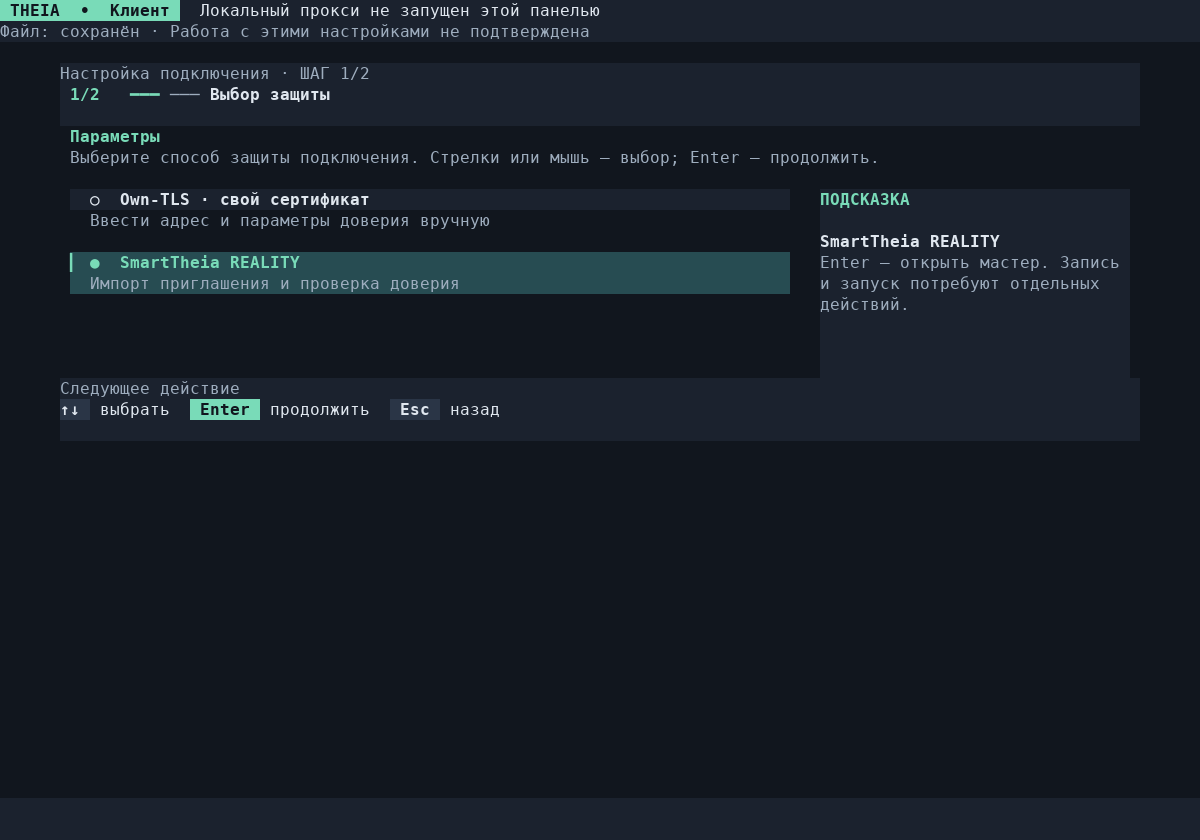 THEIA • Клиент Локальный прокси не запущен этой панелью
Файл: сохранён · Работа с этими настройками не подтверждена
Настройка подключения · ШАГ 1/2
1/2 ━━━ ─── Выбор защиты
Параметры
Выберите способ защиты подключения. Стрелки или мышь — выбор; Enter — продолжить.
○ Own-TLS · свой сертификат
Ввести адрес и параметры доверия вручную
● SmartTheia REALITY
Импорт приглашения и проверка доверия
ПОДСКАЗКА
SmartTheia REALITY
Enter — открыть мастер. Запись
и запуск потребуют отдельных
действий.
Следующее действие
↑↓ выбрать Enter продолжить Esc назад